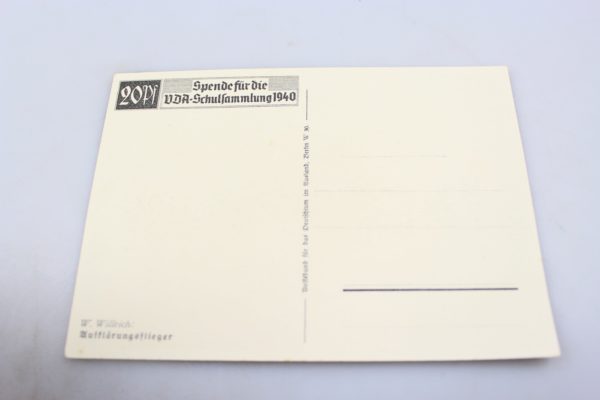 20Pf
Spende für die
VDA-Schulsammlung 1940
Volksbund für das Deutschtum im Ausland, Berlin W 30
W. Willrich:
Aufklärungsflieger